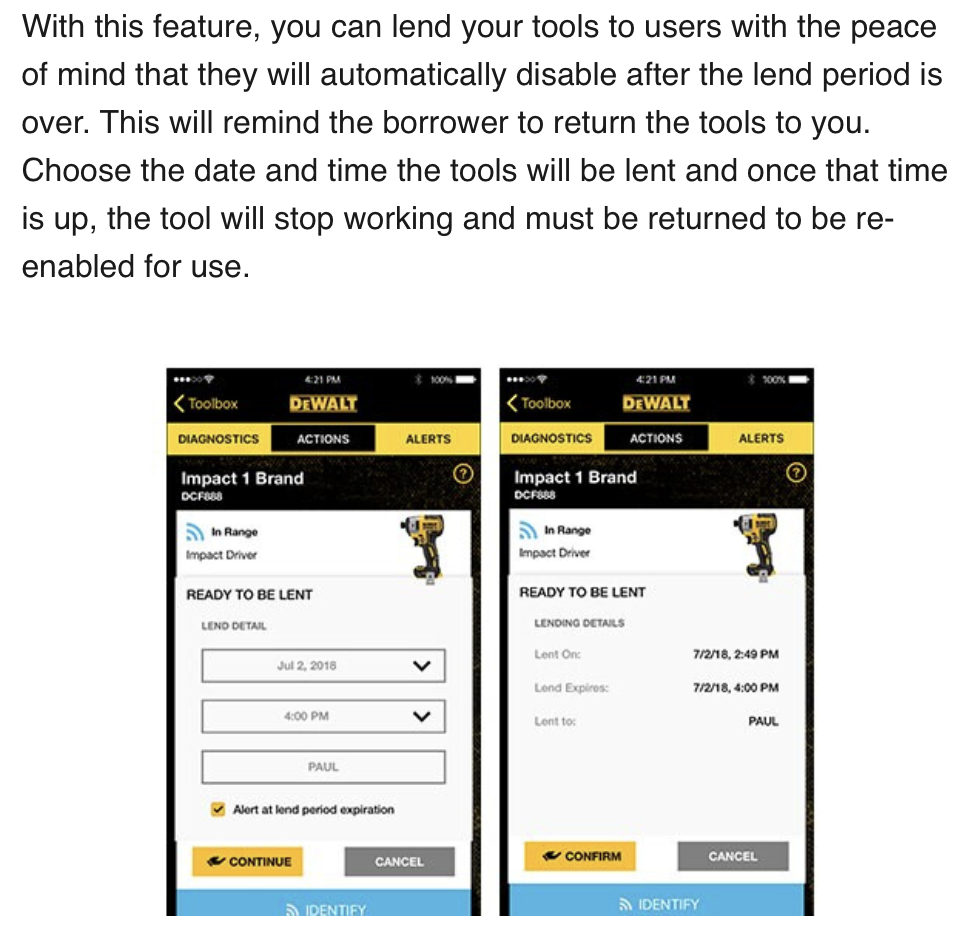 With this feature, you can lend your tools to users with the peace
of mind that they will automatically disable after the lend period is
over. This will remind the borrower to return the tools to you.
Choose the date and time the tools will be lent and once that time
is up, the tool will stop working and must be returned to be re-
enabled for use.
4:21 PM 100%
Toolbox DEWALT
DIAGNOSTICS ACTIONS ALERTS
Impact 1 Brand ?
DCF888
In Range
Impact Driver
READY TO BE LENT
LEND DETAIL
Jul 2, 2018
4:00 PM
PAUL
Alert at lend period expiration
CONTINUE CANCEL
IDENTIFY
4:21 PM 100%
Toolbox DEWALT
DIAGNOSTICS ACTIONS ALERTS
Impact 1 Brand ?
DCF888
In Range
Impact Driver
READY TO BE LENT
LENDING DETAILS
Lent On: 7/2/18, 2:49 PM
Lend Expires: 7/2/18, 4:00 PM
Lent to: PAUL
CONFIRM CANCEL
IDENTIFY